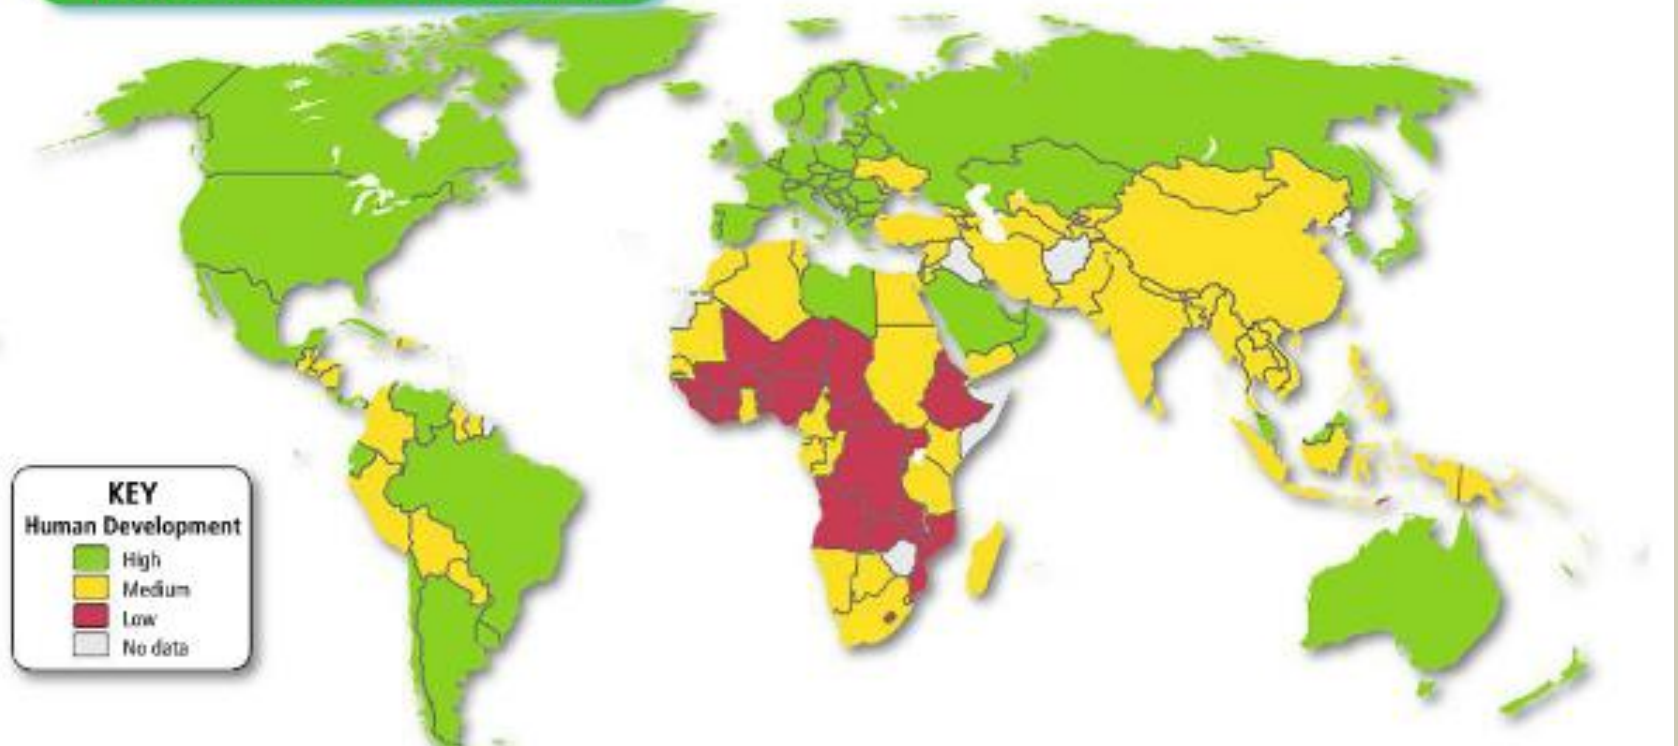 KEY
Human Development
High
Medium
Low
No data